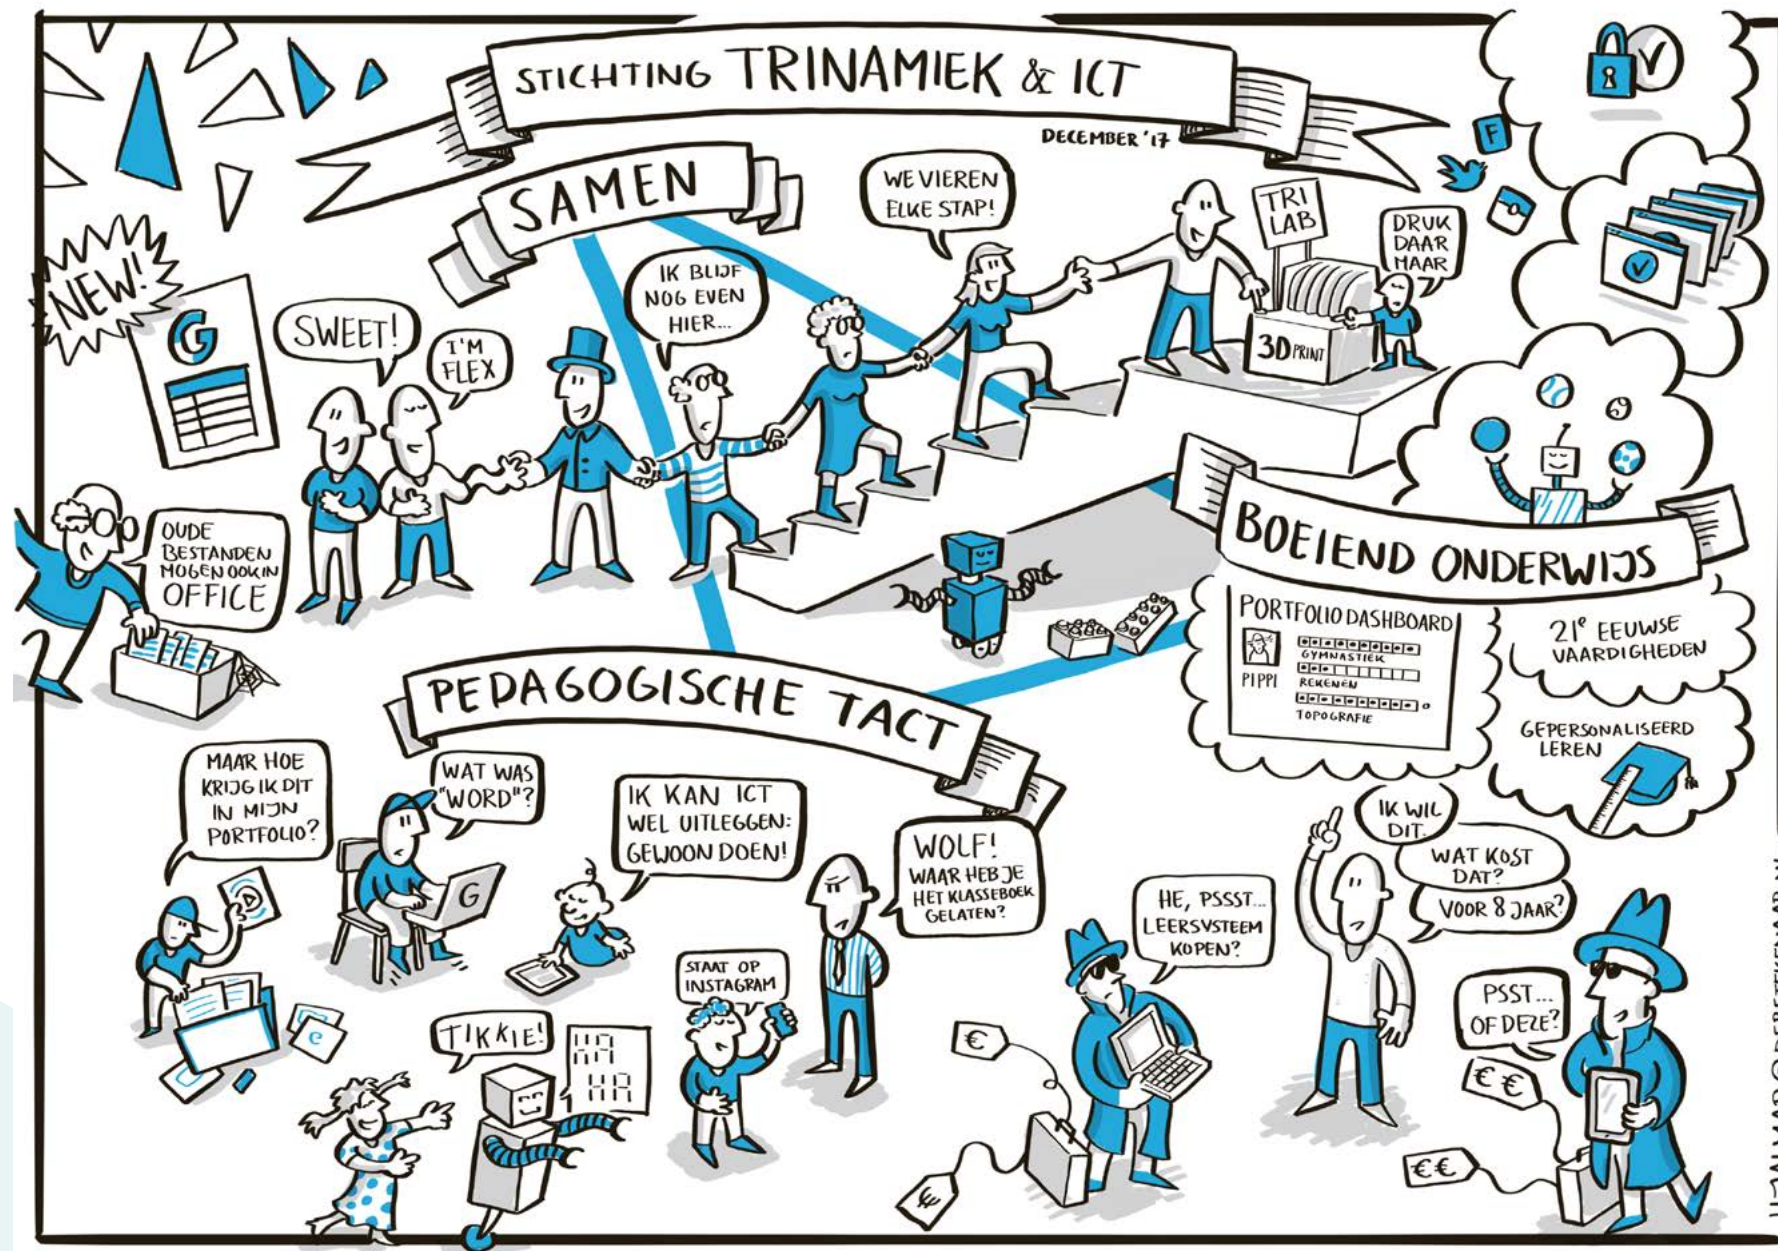 STICHTING TRINAMIEK & ICT
DECEMBER '17
SAMEN
NEW!
G
SWEET!
I'M
FLEX
IK BLIJF
NOG EVEN
HIER...
WE VIEREN
ELKE STAP!
TRI
LAB
DRUK
DAAR
MAAR
3D PRINT
F
OUDE
BESTANDEN
MOGEN OOK IN
OFFICE
BOEIEND ONDERWIJS
PORTFOLIO DASHBOARD
PIPPI
GYMNASTIEK
REKENEN
TOPOGRAFIE
21e EEUWSE
VAARDIGHEDEN
GEPERSONALISEERD
LEREN
PEDAGOGISCHE TACT
MAAR HOE
KRIJG IK DIT
IN MIJN
PORTFOLIO?
WAT WAS
"WORD"?
G
IK KAN ICT
WEL UITLEGGEN:
GEWOON DOEN!
WOLF!
WAAR HEB JE
HET KLASSEBOEK
GELATEN?
STAAT OP
INSTAGRAM
TIKKIE!
HA
HA
e
HE, PSSST...
LEERSYSTEEM
KOPEN?
€
€
IK WIL
DIT.
WAT KOST
DAT?
VOOR 8 JAAR?
PSST...
OF DEZE?
€ €
€ €